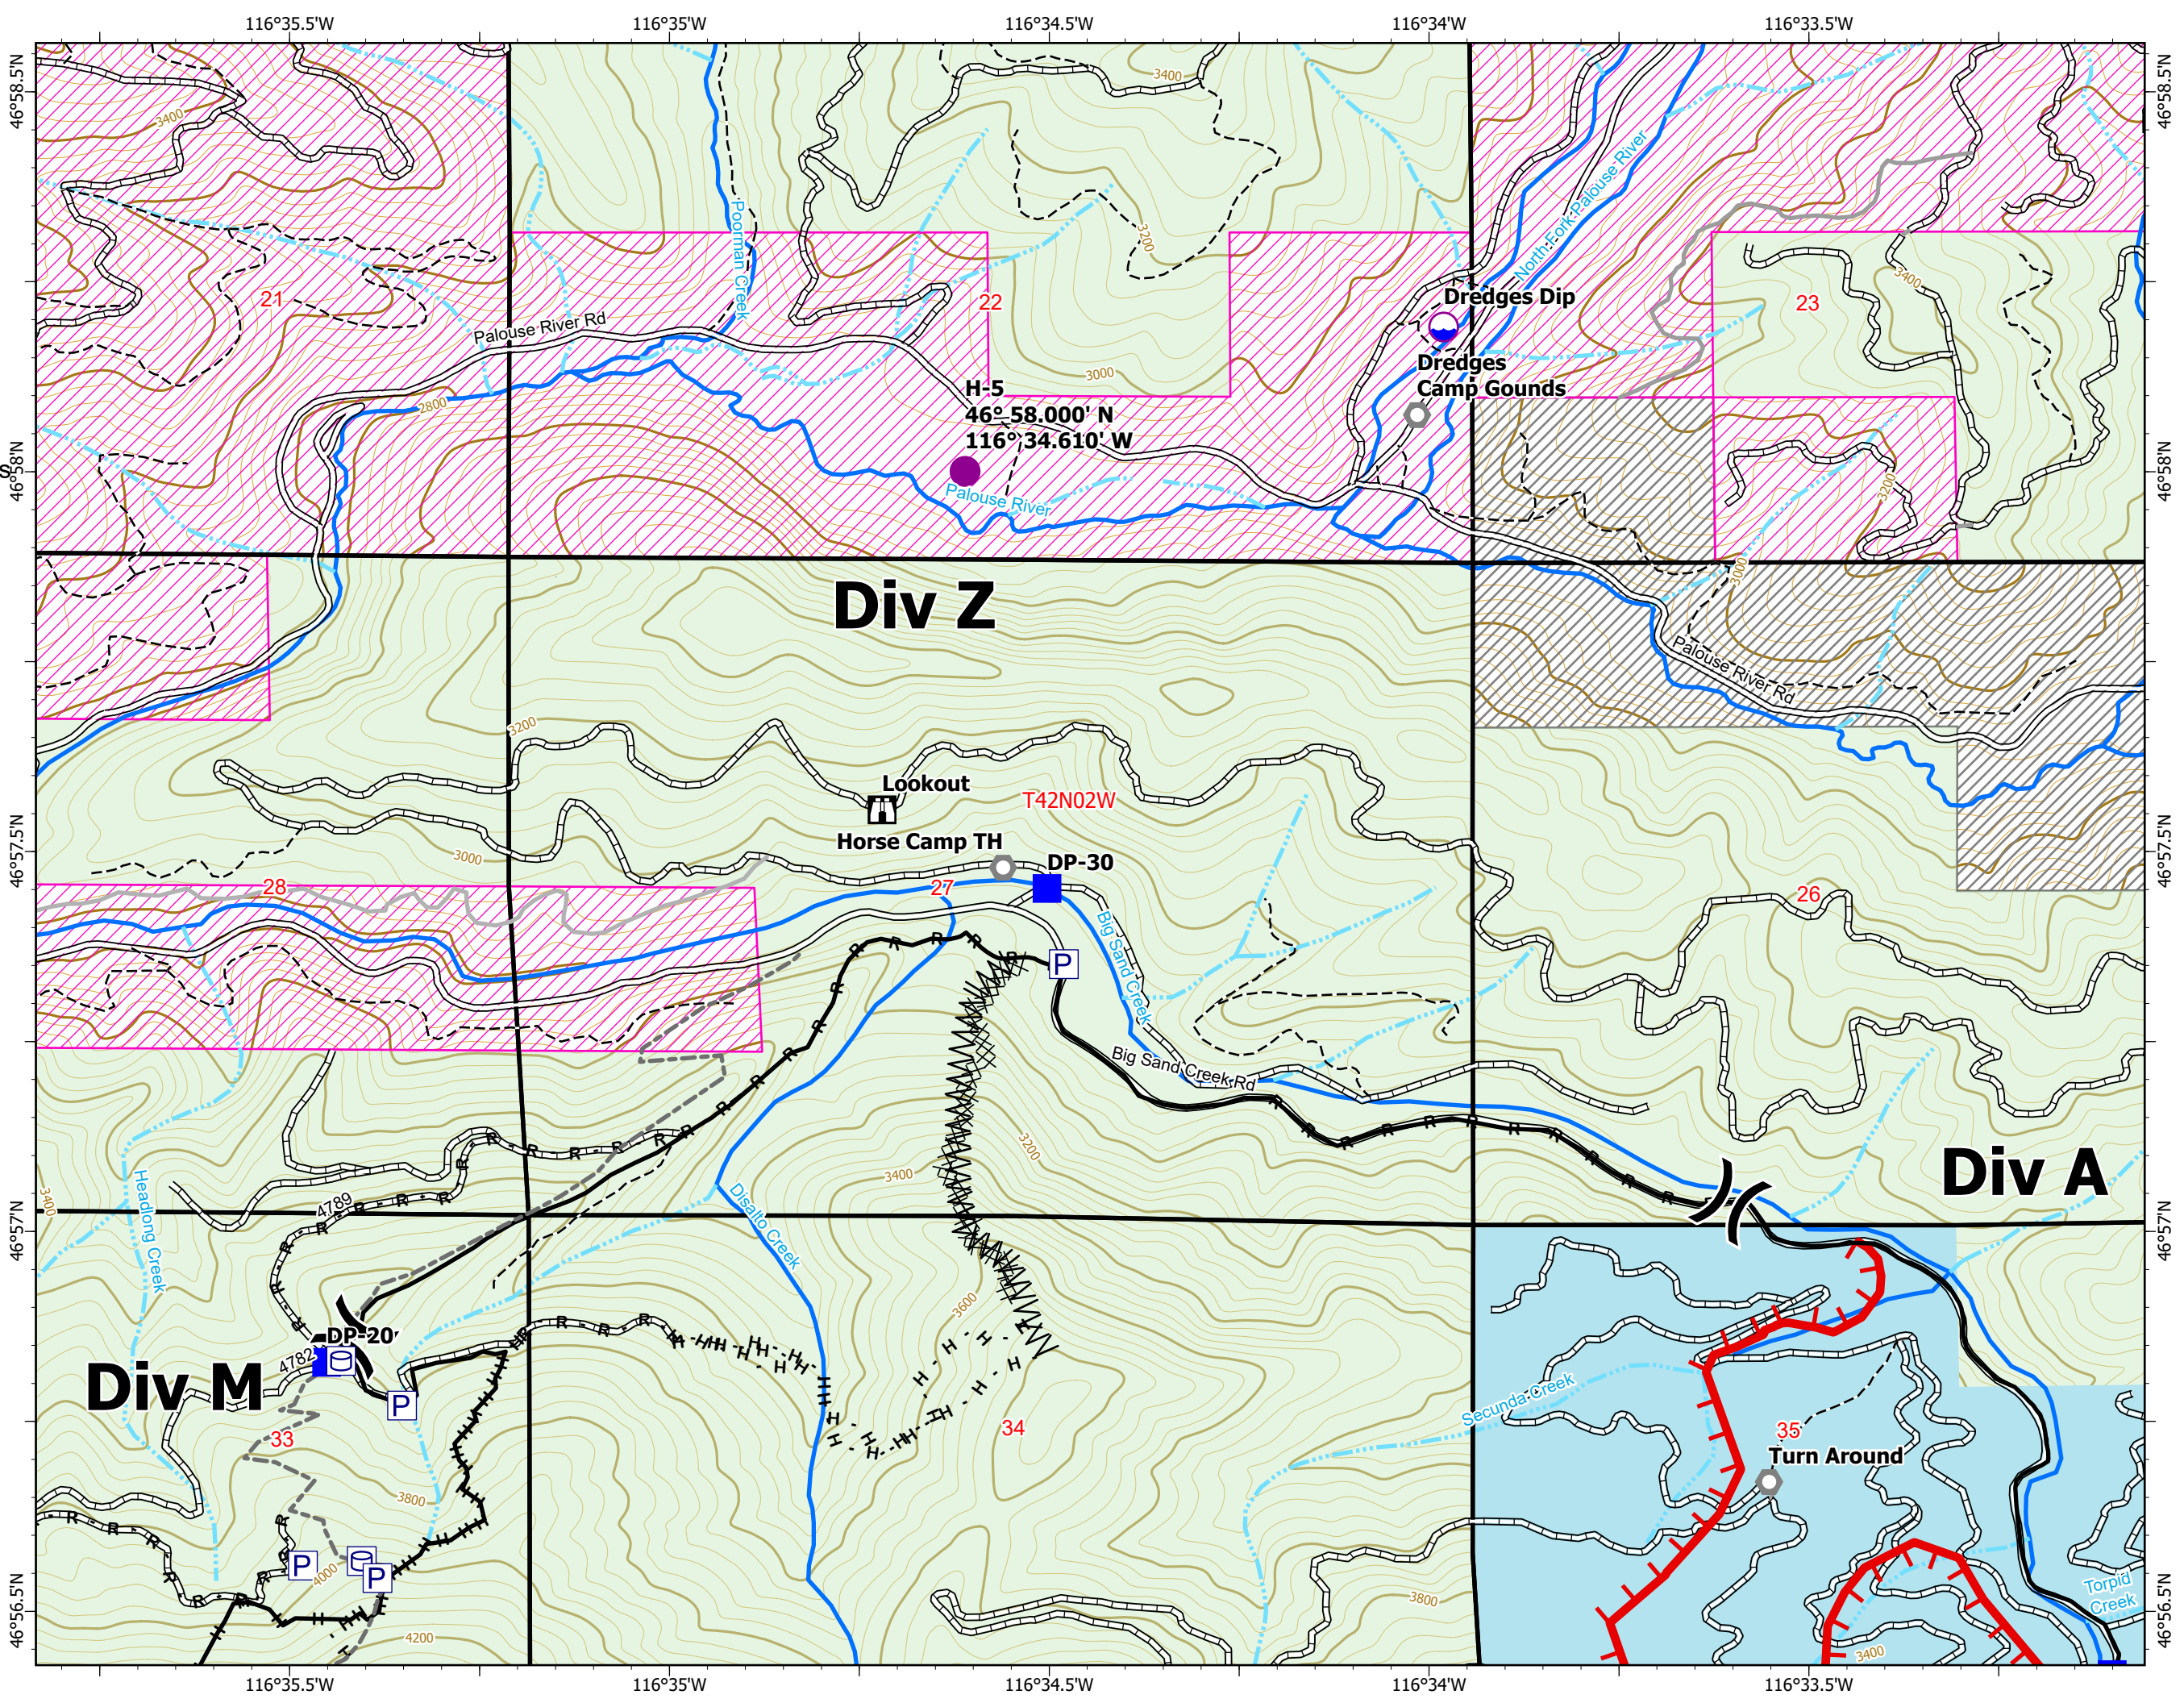 116°35.5'W 116°35'W 116°34.5'W 116°34'W 116°33.5'W
46°58.5'N
46°58.5'N
3400
3400
Poorman Creek
North Fork Palouse River
3200
21
22
23
3400
Dredges Dip
Palouse River Rd
Dredges
Camp Gounds
3000
2800
H-5
46° 58.000' N
116° 34.610' W
46°58'N
46°58'N
S
Palouse River
3200
3000
Div Z
Palouse River Rd
3200
Lookout
T42N02W
Horse Camp TH
DP-30
46°57.5'N
46°57.5'N
3000
28
27
26
Big Sand Creek
P
Big Sand Creek Rd
3200
3400
Div A
Headlong Creek
3400
4789
Disalto Creek
46°57'N
46°57'N
3600
DP-20
4782
Div M
P
Secunda Creek
33
34
35
Turn Around
3800
P
P
4000
3800
Torpid
Creek
46°56.5'N
46°56.5'N
4200
3400
116°35.5'W 116°35'W 116°34.5'W 116°34'W 116°33.5'W